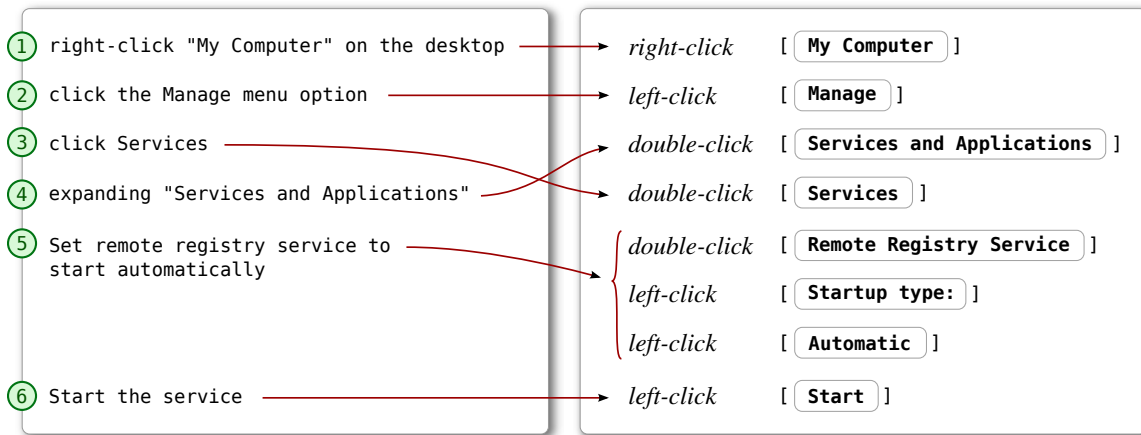 1 right-click "My Computer" on the desktop right-click [ My Computer ]
2 click the Manage menu option left-click [ Manage ]
3 click Services double-click [ Services and Applications ]
4 expanding "Services and Applications" double-click [ Services ]
5 Set remote registry service to double-click [ Remote Registry Service ]
start automatically
left-click [ Startup type: ]
left-click [ Automatic ]
6 Start the service left-click [ Start ]